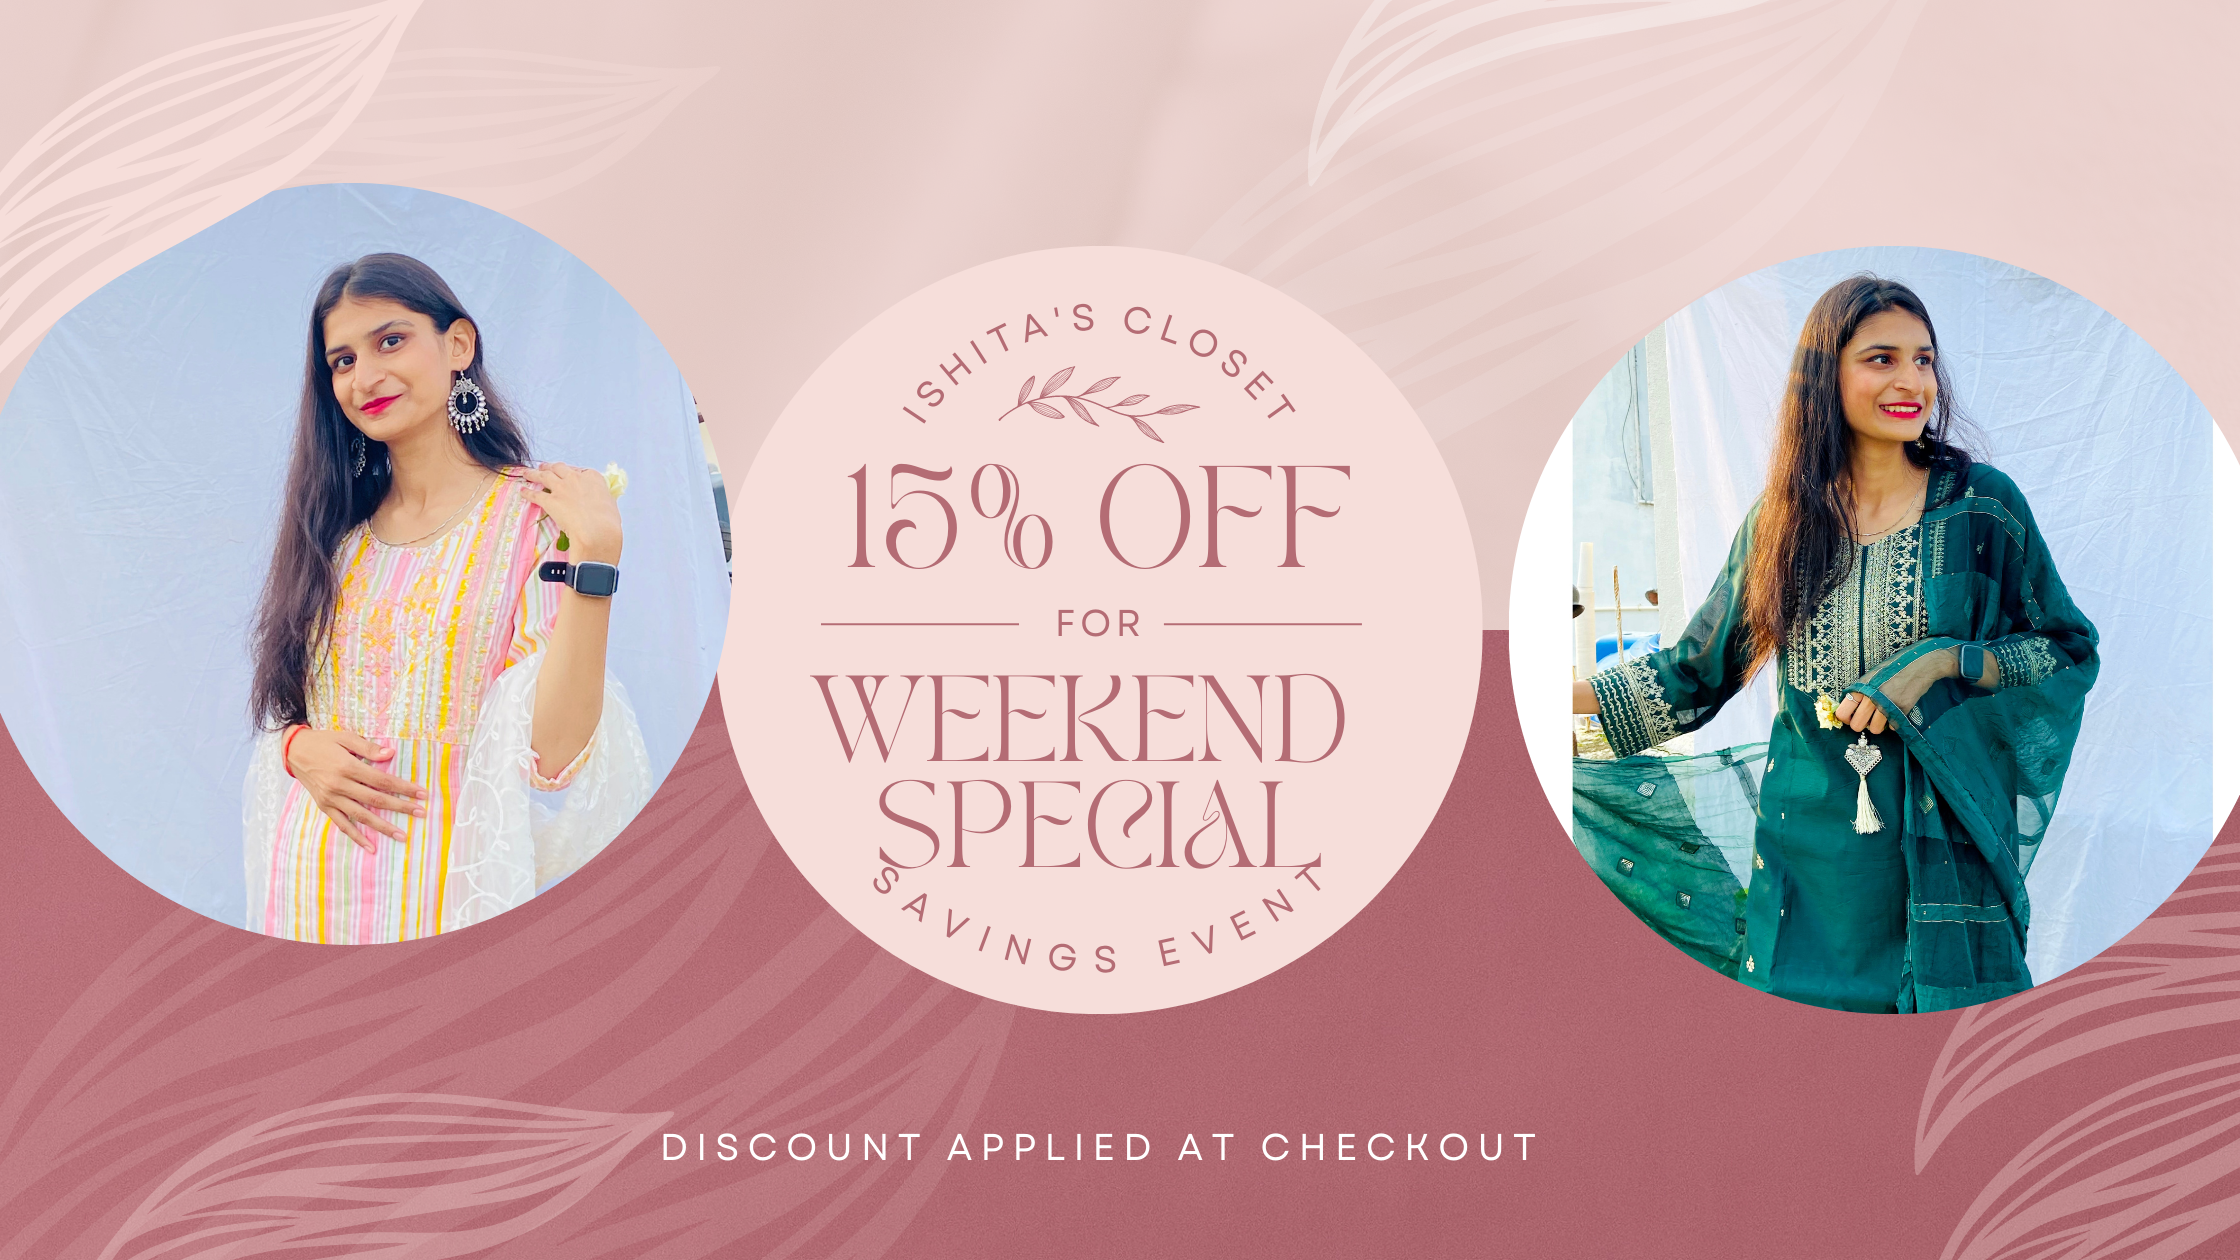 ISHITA'S CLOSET
15% OFF
FOR
WEEKEND
SPECIAL
SAVINGS EVENT
DISCOUNT APPLIED AT CHECKOUT